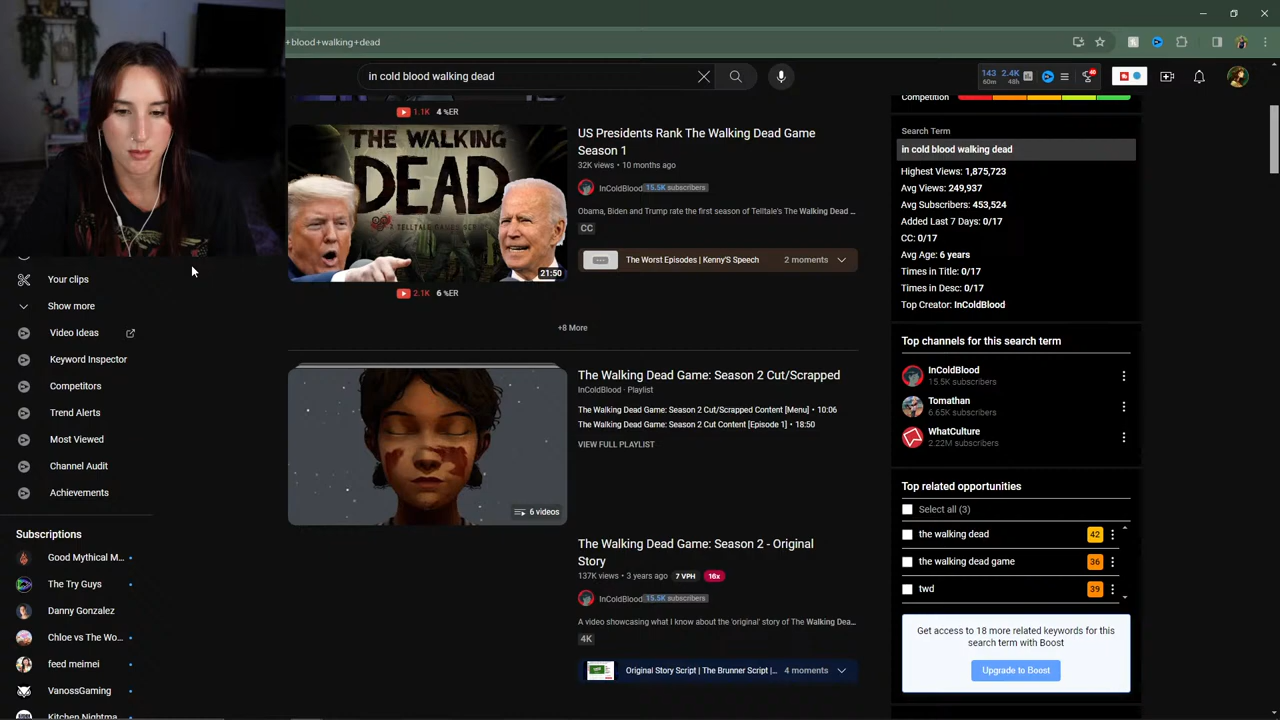 +blood+walking+dead
in cold blood walking dead
143
60m
2.4K
48h
1.1K 4 %ER
THE WALKING
DEAD
A TELLTALE GAMES SERIES
21:50
2.1K 6 %ER
US Presidents Rank The Walking Dead Game
Season 1
32K views • 10 months ago
InColdBlood 15.5K subscribers
Obama, Biden and Trump rate the first season of Telltale's The Walking Dead ...
CC
The Worst Episodes | Kenny'S Speech 2 moments
+8 More
6 videos
The Walking Dead Game: Season 2 Cut/Scrapped
InColdBlood · Playlist
The Walking Dead Game: Season 2 Cut/Scrapped Content [Menu] • 10:06
The Walking Dead Game: Season 2 Cut Content [Episode 1] • 18:50
VIEW FULL PLAYLIST
The Walking Dead Game: Season 2 - Original
Story
137K views • 3 years ago 7 VPH 16x
InColdBlood 15.5K subscribers
A video showcasing what I know about the 'original' story of The Walking Dea...
4K
Original Story Script | The Brunner Script |... 4 moments
Your clips
Show more
Video Ideas
Keyword Inspector
Competitors
Trend Alerts
Most Viewed
Channel Audit
Achievements
Subscriptions
Good Mythical M...
The Try Guys
Danny Gonzalez
Chloe vs The Wo...
feed meimei
VanossGaming
Kitchen Nightma
Competition
Search Term
in cold blood walking dead
Highest Views: 1,875,723
Avg Views: 249,937
Avg Subscribers: 453,524
Added Last 7 Days: 0/17
CC: 0/17
Avg Age: 6 years
Times in Title: 0/17
Times in Desc: 0/17
Top Creator: InColdBlood
Top channels for this search term
InColdBlood
15.5K subscribers
Tomathan
6.65K subscribers
WhatCulture
2.22M subscribers
Top related opportunities
Select all (3)
the walking dead 42
the walking dead game 36
twd 39
Get access to 18 more related keywords for this
search term with Boost
Upgrade to Boost